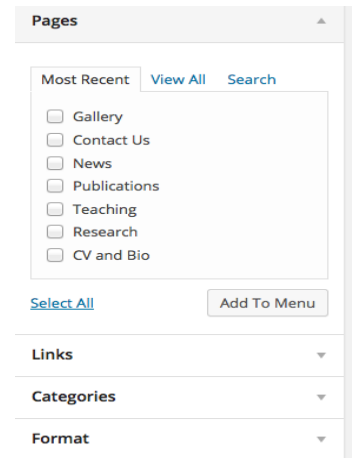 Pages
Most Recent View All Search
Gallery
Contact Us
News
Publications
Teaching
Research
CV and Bio
Select All Add To Menu
Links
Categories
Format